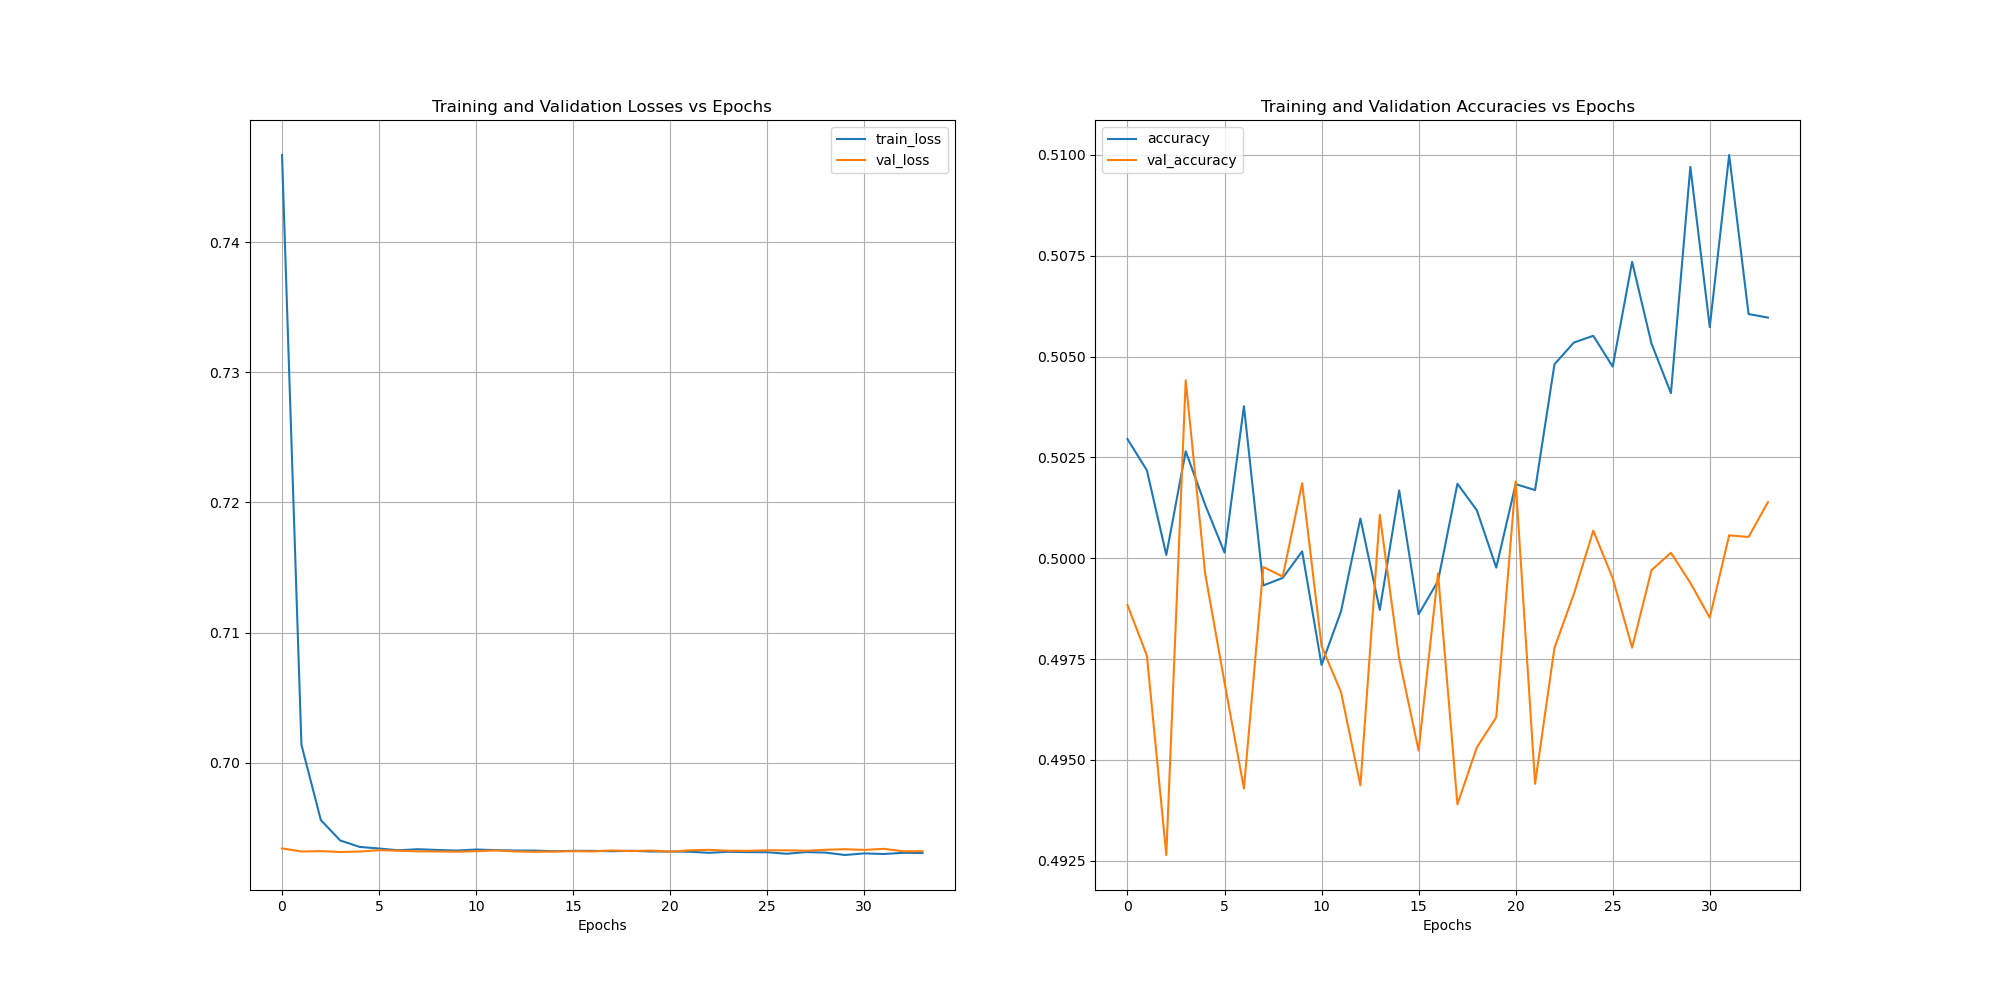 Training and Validation Losses vs Epochs
train_loss
val_loss
0.74
0.73
0.72
0.71
0.70
0 5 10 15 20 25 30
Epochs
Training and Validation Accuracies vs Epochs
accuracy
val_accuracy
0.5100
0.5075
0.5050
0.5025
0.5000
0.4975
0.4950
0.4925
0 5 10 15 20 25 30
Epochs